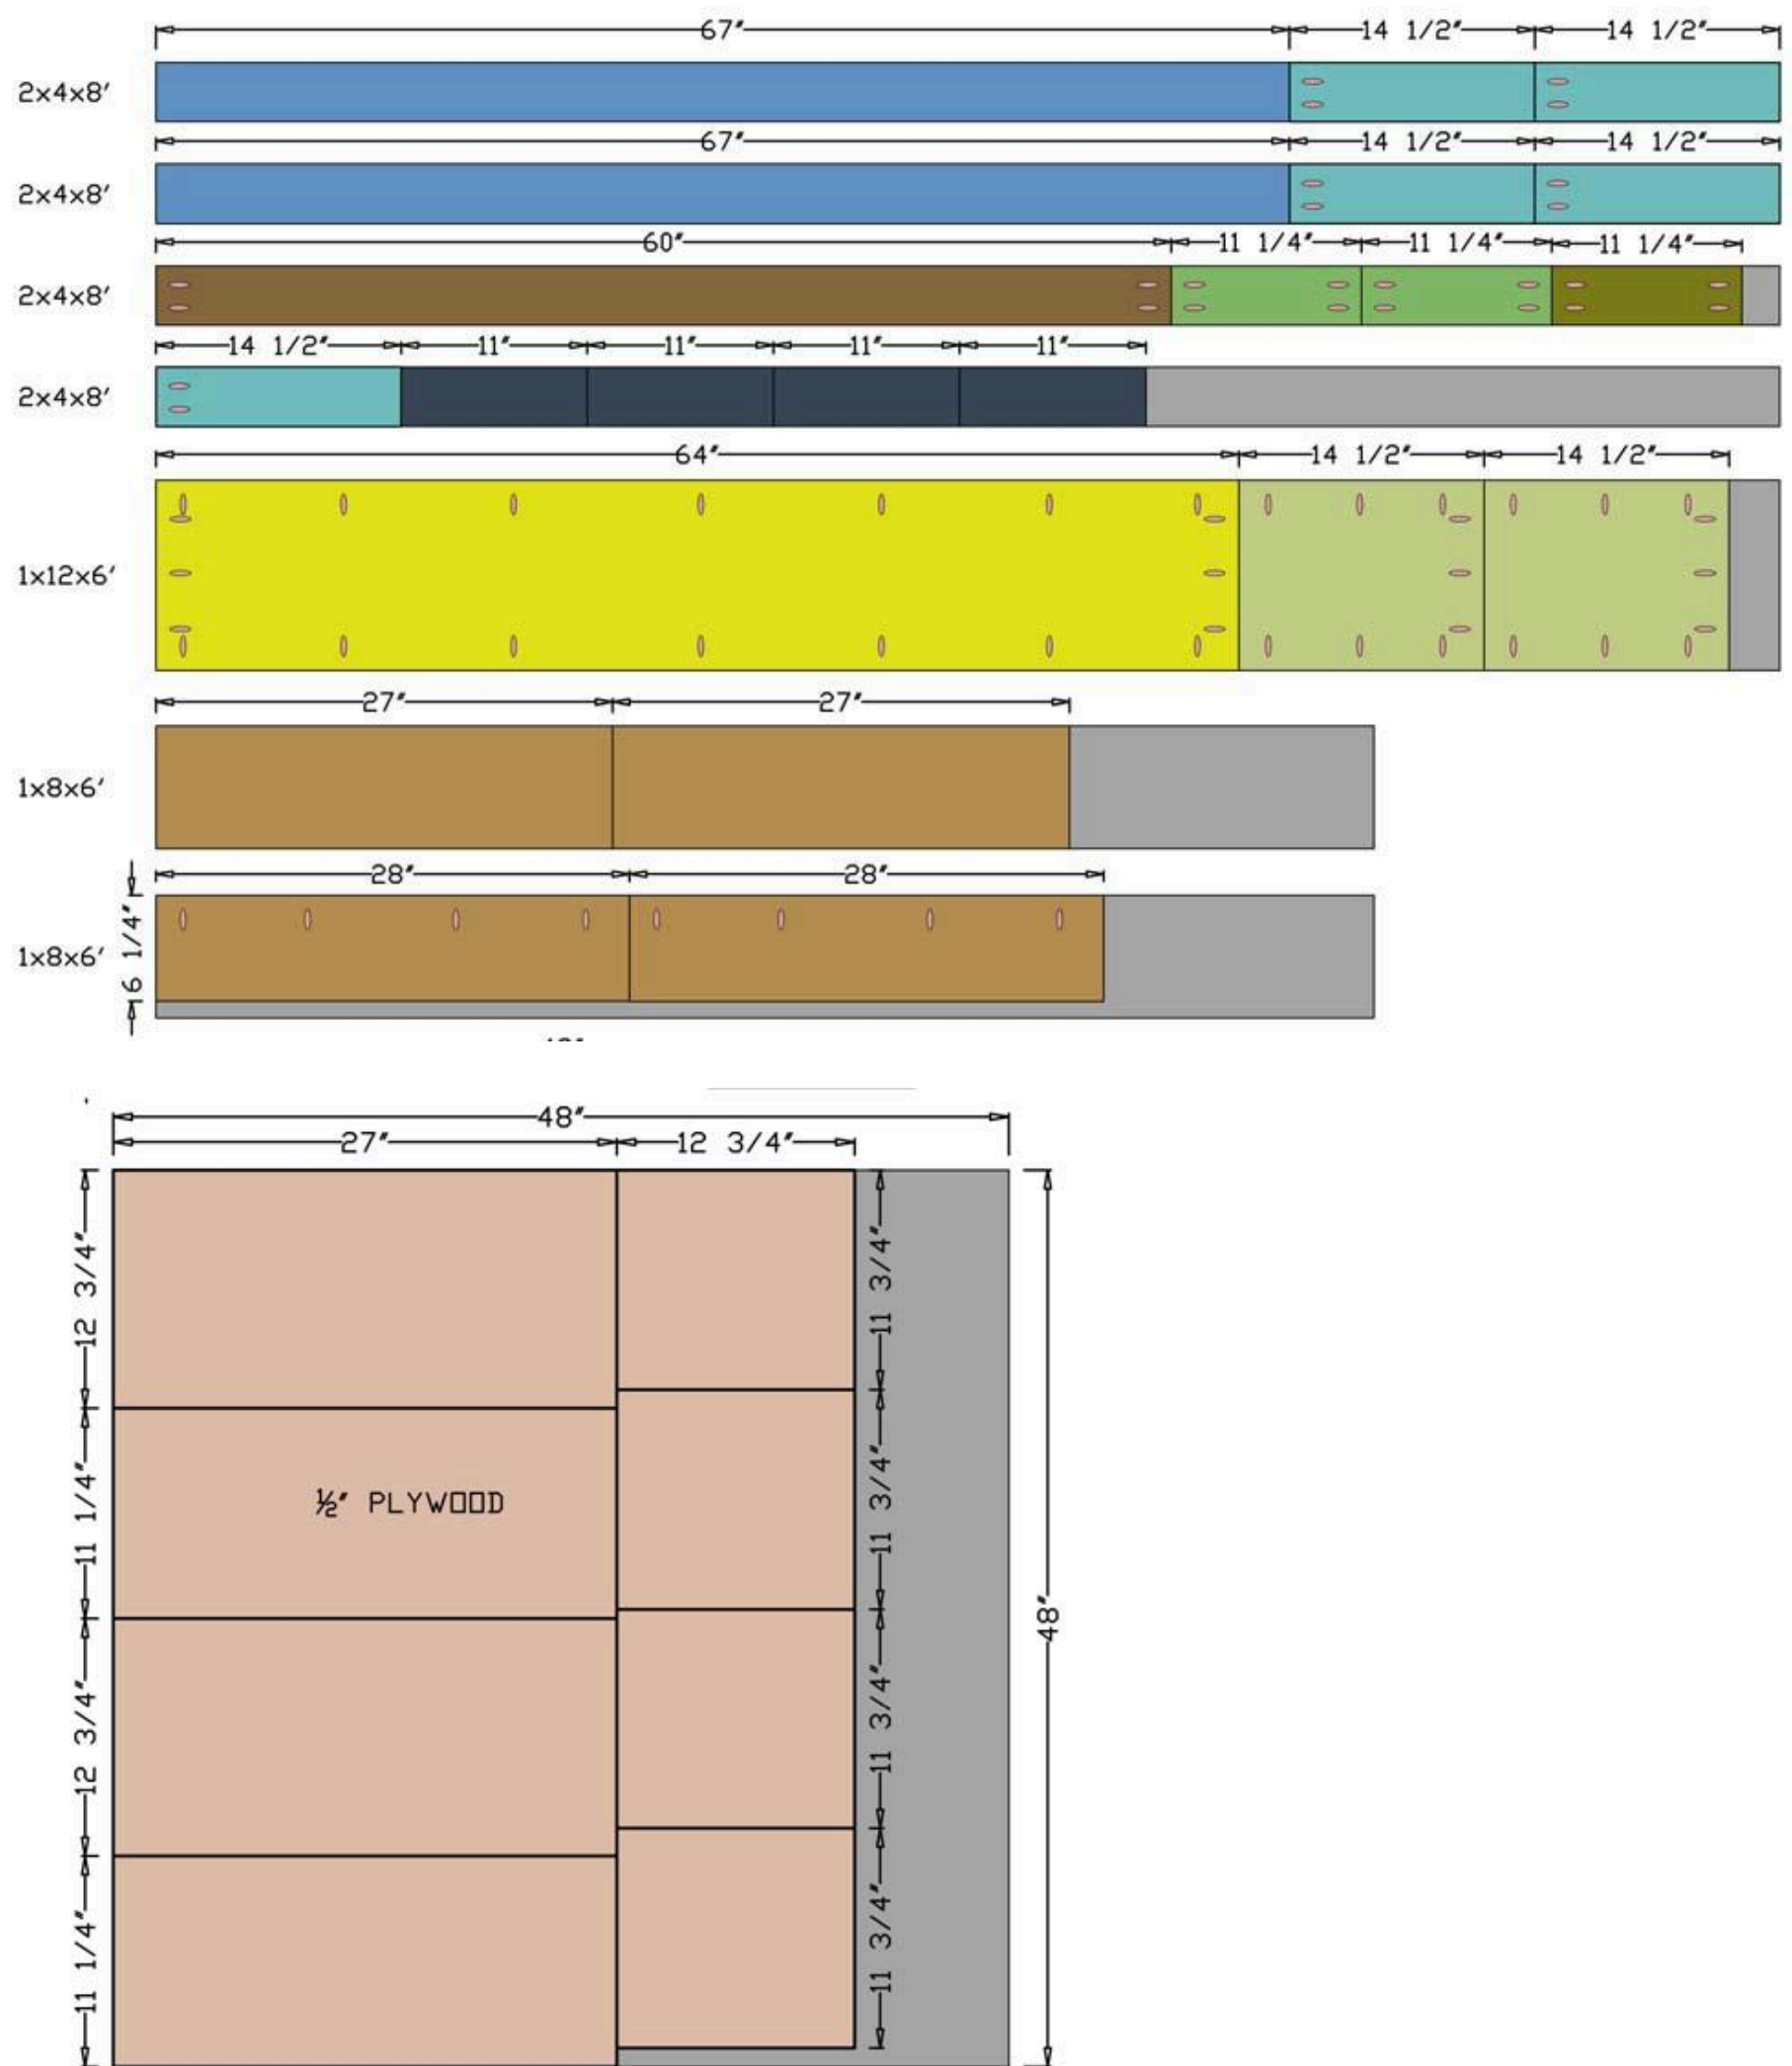 67″ 14 1/2″ 14 1/2″
2x4x8′
67″ 14 1/2″ 14 1/2″
2x4x8′
60″ 11 1/4″ 11 1/4″ 11 1/4″
2x4x8′
14 1/2″ 11″ 11″ 11″ 11″
2x4x8′
64″ 14 1/2″ 14 1/2″
1x12x6′
27″ 27″
1x8x6′
28″ 28″
6 1/4″
1x8x6′
48″
27″ 12 3/4″
12 3/4″
11 1/4″
12 3/4″
11 1/4″
½″ PLYWOOD
11 3/4″
11 3/4″
11 3/4″
11 3/4″
48″